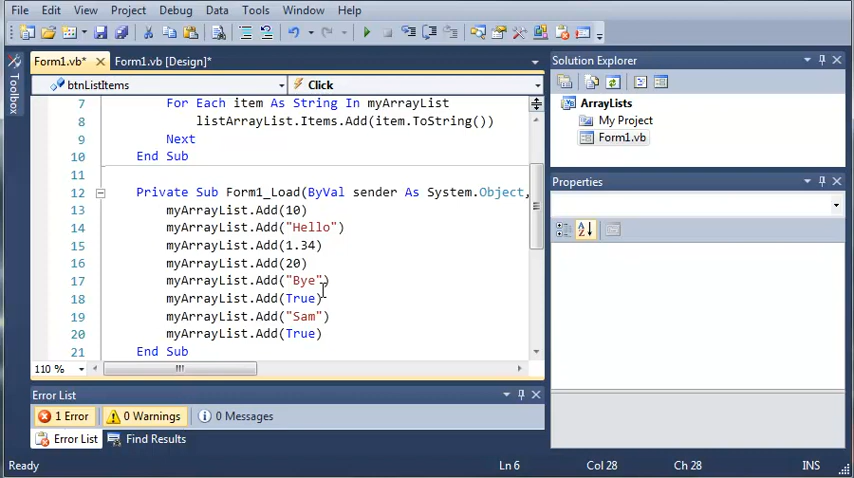 File Edit View Project Debug Data Tools Window Help
Form1.vb* Form1.vb [Design]* Solution Explorer
Toolbox
btnListItems Click
7 For Each item As String In myArrayList
8 listArrayList.Items.Add(item.ToString())
9 Next
10 End Sub
11
12 Private Sub Form1_Load(ByVal sender As System.Object,
13 myArrayList.Add(10)
14 myArrayList.Add("Hello")
15 myArrayList.Add(1.34)
16 myArrayList.Add(20)
17 myArrayList.Add("Bye")
18 myArrayList.Add(True)
19 myArrayList.Add("Sam")
20 myArrayList.Add(True)
21 End Sub
110 %
ArrayLists
My Project
Form1.vb
Properties
Error List
1 Error 0 Warnings 0 Messages
Error List Find Results
Ready Ln 6 Col 28 Ch 28 INS